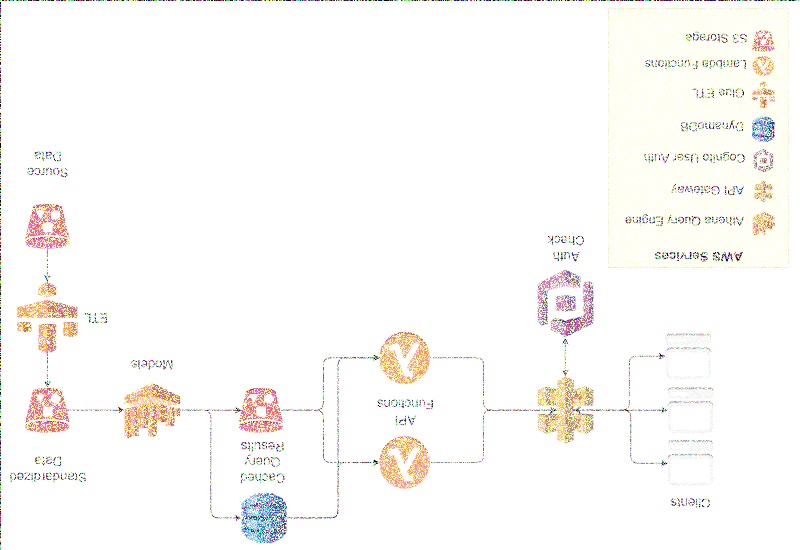 Clients
Cached
Query
Results
Standardized
Data
API
Functions
Models
ETL
Auth
Check
Source
Data
AWS Services
Athena Query Engine
API Gateway
Cognito User Auth
DynamoDB
Glue ETL
Lambda Functions
S3 Storage